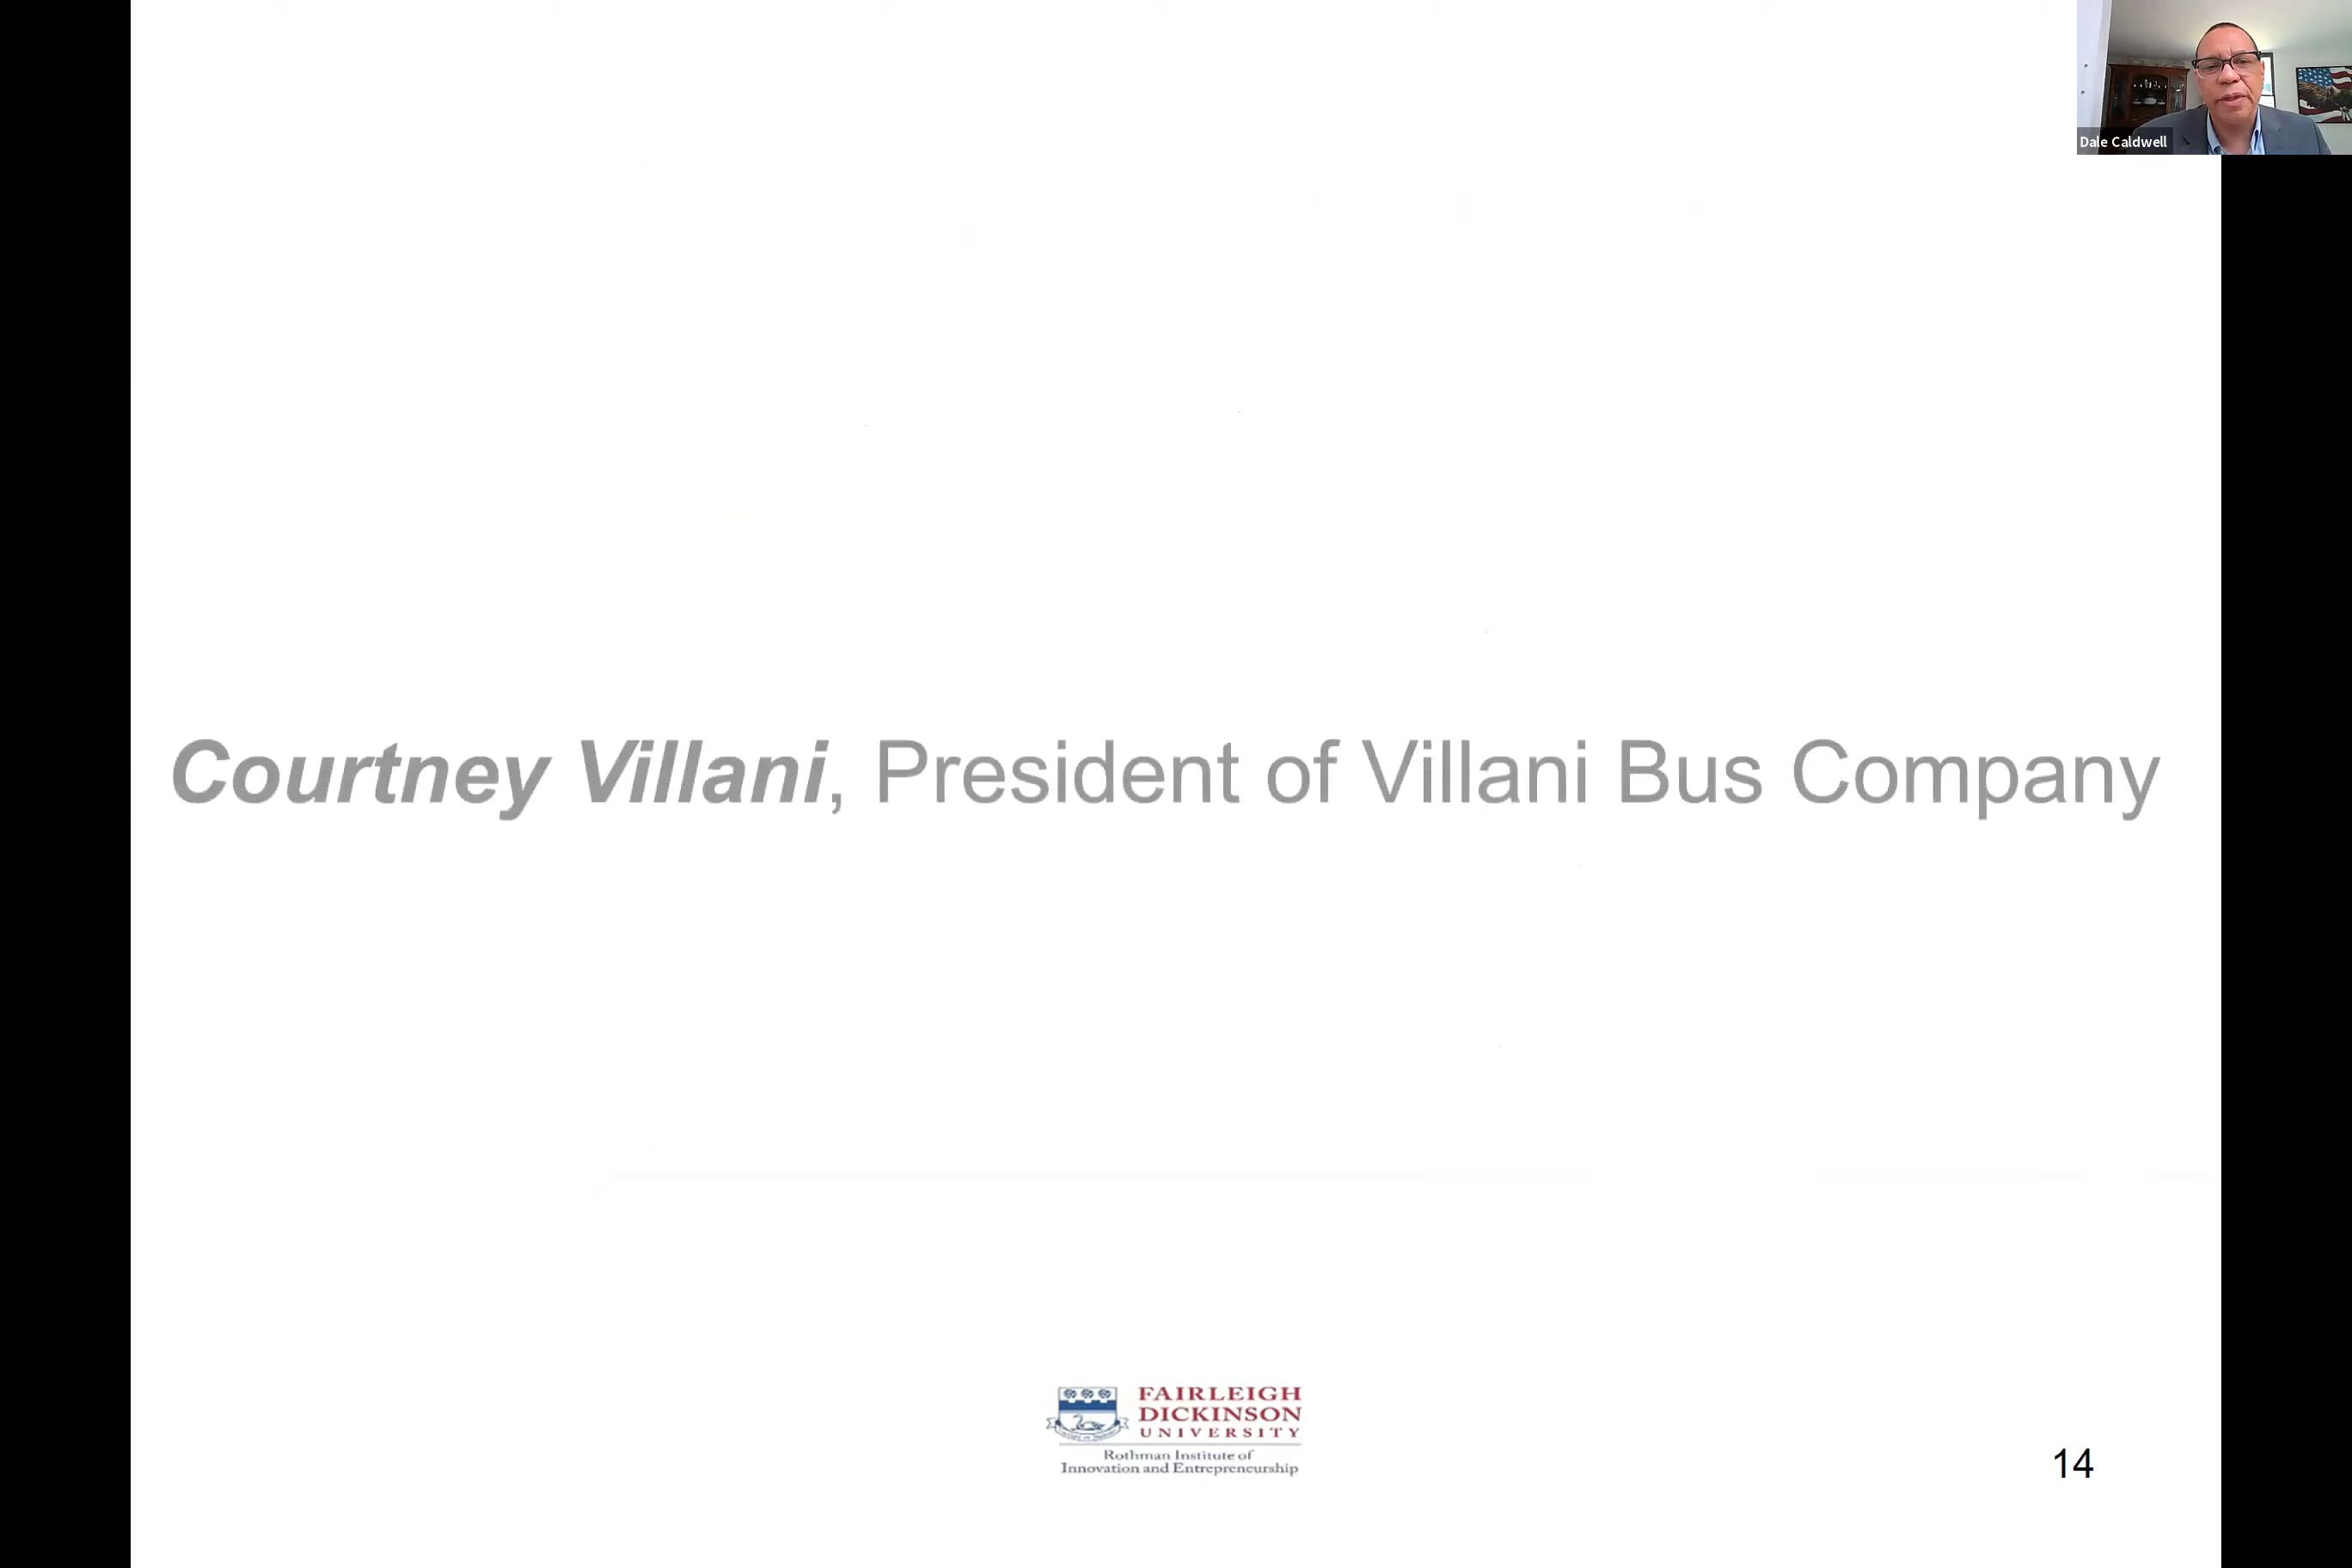 Dale Caldwell
Courtney Villani, President of Villani Bus Company
FAIRLEIGH
DICKINSON
UNIVERSITY
Rothman Institute of
Innovation and Entrepreneurship
14